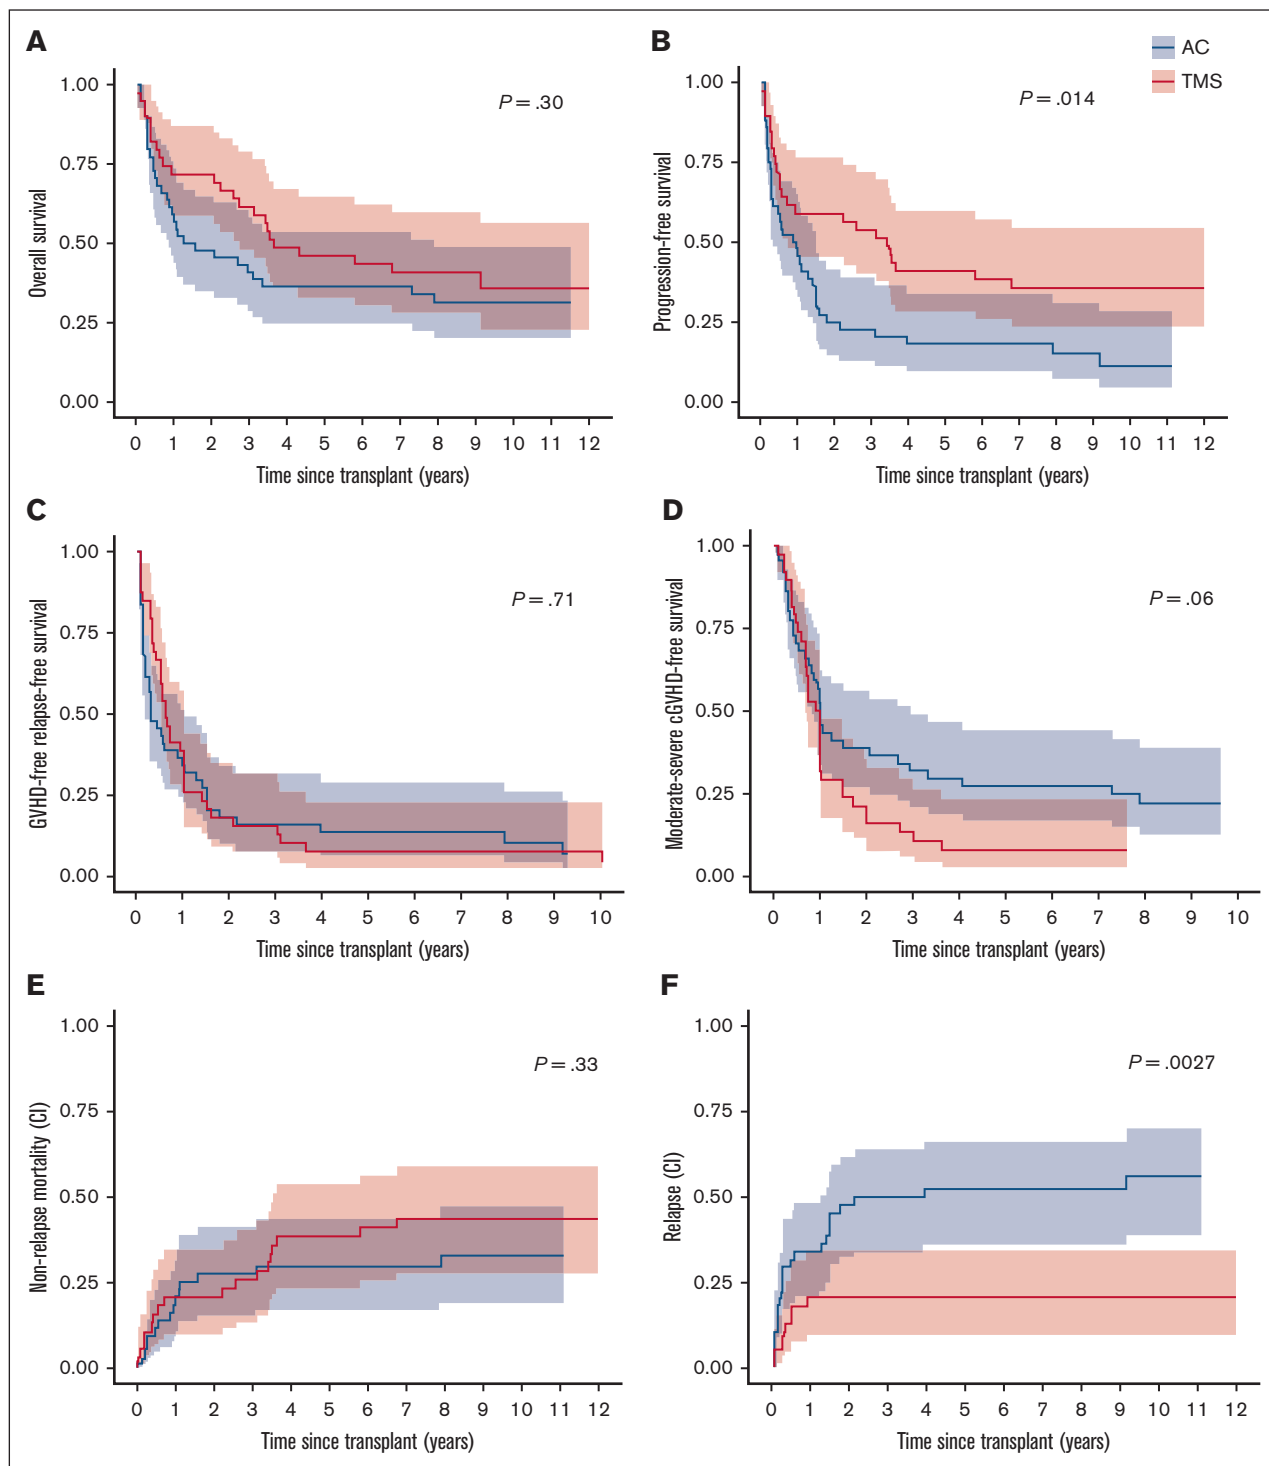 A
B
AC
TMS
P = .30
P = .014
Overall survival
1.00
0.75
0.50
0.25
0.00
0 1 2 3 4 5 6 7 8 9 10 11 12
Time since transplant (years)
Progression-free survival
1.00
0.75
0.50
0.25
0.00
0 1 2 3 4 5 6 7 8 9 10 11 12
Time since transplant (years)
C
D
P = .71
P = .06
GVHD-free relapse-free survival
1.00
0.75
0.50
0.25
0.00
0 1 2 3 4 5 6 7 8 9 10
Time since transplant (years)
Moderate-severe cGVHD-free survival
1.00
0.75
0.50
0.25
0.00
0 1 2 3 4 5 6 7 8 9 10
Time since transplant (years)
E
F
P = .33
P = .0027
Non-relapse mortality (CI)
1.00
0.75
0.50
0.25
0.00
0 1 2 3 4 5 6 7 8 9 10 11 12
Time since transplant (years)
Relapse (CI)
1.00
0.75
0.50
0.25
0.00
0 1 2 3 4 5 6 7 8 9 10 11 12
Time since transplant (years)